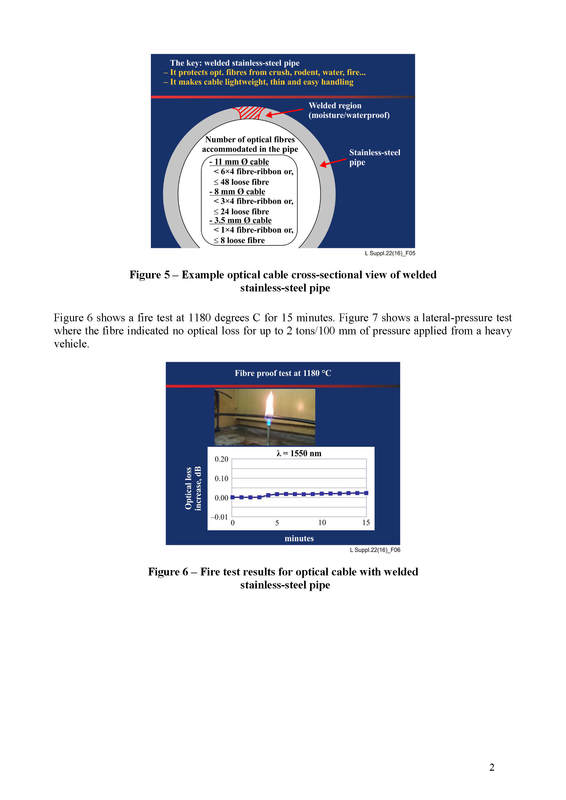 The key: welded stainless-steel pipe
– It protects opt. fibres from crush, rodent, water, fire...
– It makes cable lightweight, thin and easy handling
Welded region
(moisture/waterproof)
Number of optical fibres
accommodated in the pipe
Stainless-steel
pipe
- 11 mm Ø cable
< 6×4 fibre-ribbon or,
≤ 48 loose fibre
- 8 mm Ø cable
< 3×4 fibre-ribbon or,
≤ 24 loose fibre
- 3.5 mm Ø cable
< 1×4 fibre-ribbon or,
≤ 8 loose fibre
L Suppl.22(16)_F05
Figure 5 – Example optical cable cross-sectional view of welded
stainless-steel pipe
Figure 6 shows a fire test at 1180 degrees C for 15 minutes. Figure 7 shows a lateral-pressure test
where the fibre indicated no optical loss for up to 2 tons/100 mm of pressure applied from a heavy
vehicle.
Fibre proof test at 1180 °C
λ = 1550 nm
Optical loss
increase, dB
0.20
0.10
0.00
–0.01
0 5 10 15
minutes
L Suppl.22(16)_F06
Figure 6 – Fire test results for optical cable with welded
stainless-steel pipe
2